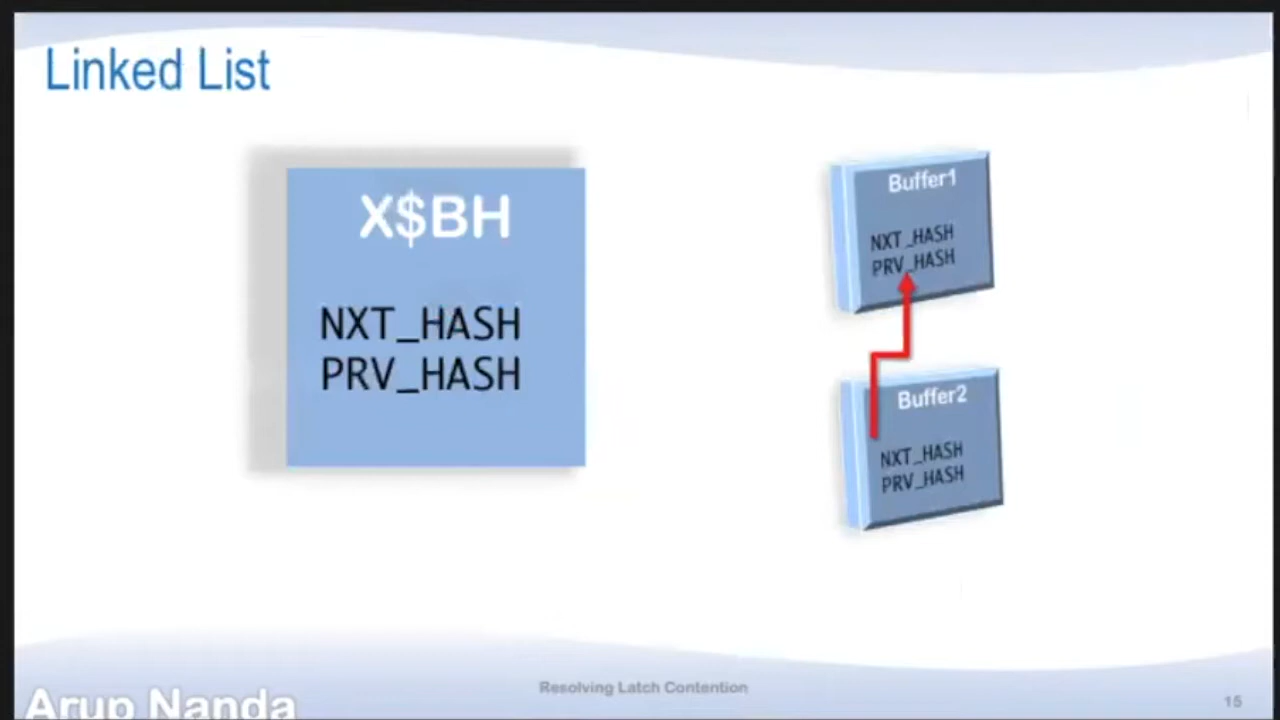 Linked List
X$BH
NXT_HASH
PRV_HASH
Buffer1
NXT_HASH
PRV_HASH
Buffer2
NXT_HASH
PRV_HASH
Resolving Latch Contention
15
Arup Nanda